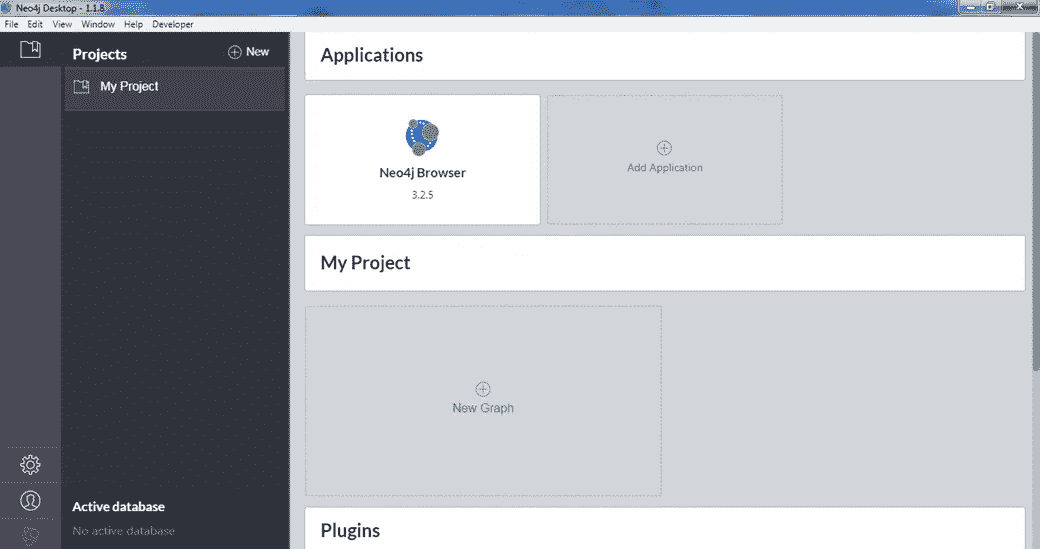 Neo4j Desktop - 1.1.8
File Edit View Window Help Developer
Projects
New
My Project
Active database
No active database
Applications
Neo4j Browser
3.2.5
Add Application
My Project
New Graph
Plugins